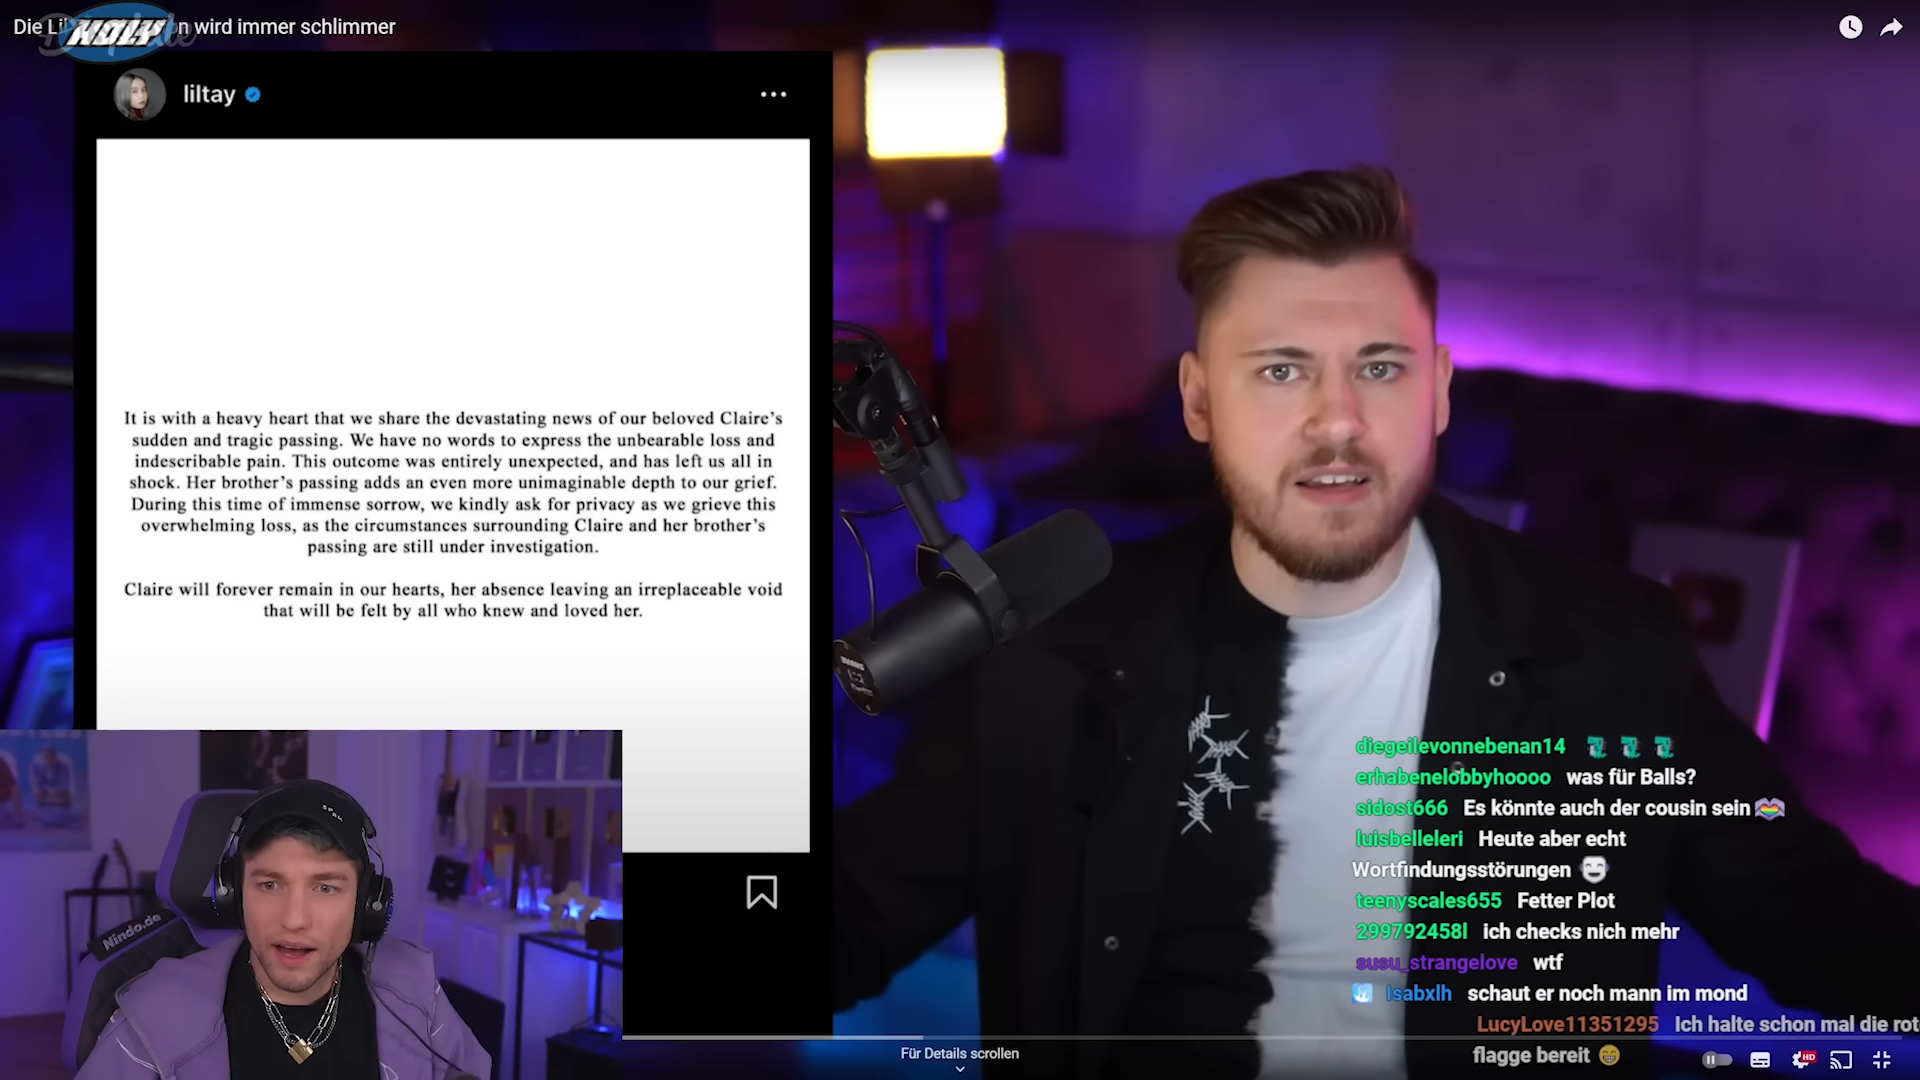 Die Li n wird immer schlimmer
HOLY
liltay
It is with a heavy heart that we share the devastating news of our beloved Claire's
sudden and tragic passing. We have no words to express the unbearable loss and
indescribable pain. This outcome was entirely unexpected, and has left us all in
shock. Her brother's passing adds an even more unimaginable depth to our grief.
During this time of immense sorrow, we kindly ask for privacy as we grieve this
overwhelming loss, as the circumstances surrounding Claire and her brother's
passing are still under investigation.
Claire will forever remain in our hearts, her absence leaving an irreplaceable void
that will be felt by all who knew and loved her.
Nindo.de
diegeilevonnebenan14
erhabenelobbyhoooo was für Balls?
sidost666 Es könnte auch der cousin sein
luisbelleleri Heute aber echt
Wortfindungsstörungen
teenyscales655 Fetter Plot
299792458l ich checks nich mehr
susu_strangelove wtf
lsabxlh schaut er noch mann im mond
LucyLove11351295 Ich halte schon mal die rot
flagge bereit
Für Details scrollen
HD